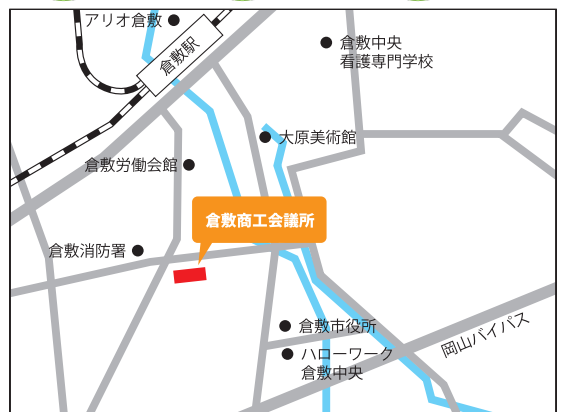 アリオ倉敷
倉敷駅
倉敷中央
看護専門学校
大原美術館
倉敷労働会館
倉敷商工会議所
倉敷消防署
倉敷市役所
ハローワーク
倉敷中央
岡山バイパス